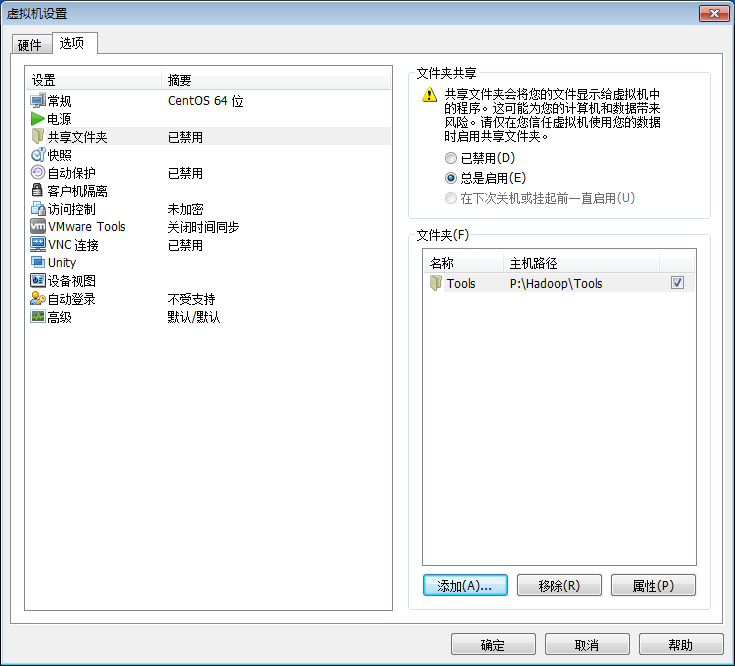 虚拟机设置
硬件 选项
设置 摘要
常规 CentOS 64 位
电源
共享文件夹 已禁用
快照
自动保护 已禁用
客户机隔离
访问控制 未加密
VMware Tools 关闭时间同步
VNC 连接 已禁用
Unity
设备视图
自动登录 不受支持
高级 默认/默认
文件夹共享
共享文件夹会将您的文件显示给虚拟机中
的程序。这可能为您的计算机和数据带来
风险。请仅在您信任虚拟机使用您的数据
时启用共享文件夹。
已禁用(D)
总是启用(E)
在下次关机或挂起前一直启用(U)
文件夹(F)
名称 主机路径
Tools P:\Hadoop\Tools
添加(A)... 移除(R) 属性(P)
确定 取消 帮助